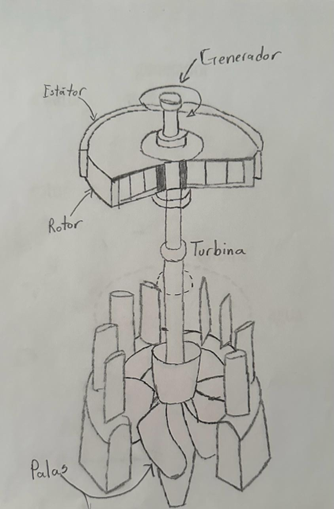 Generador
Estátor
Rotor
Turbina
Palas